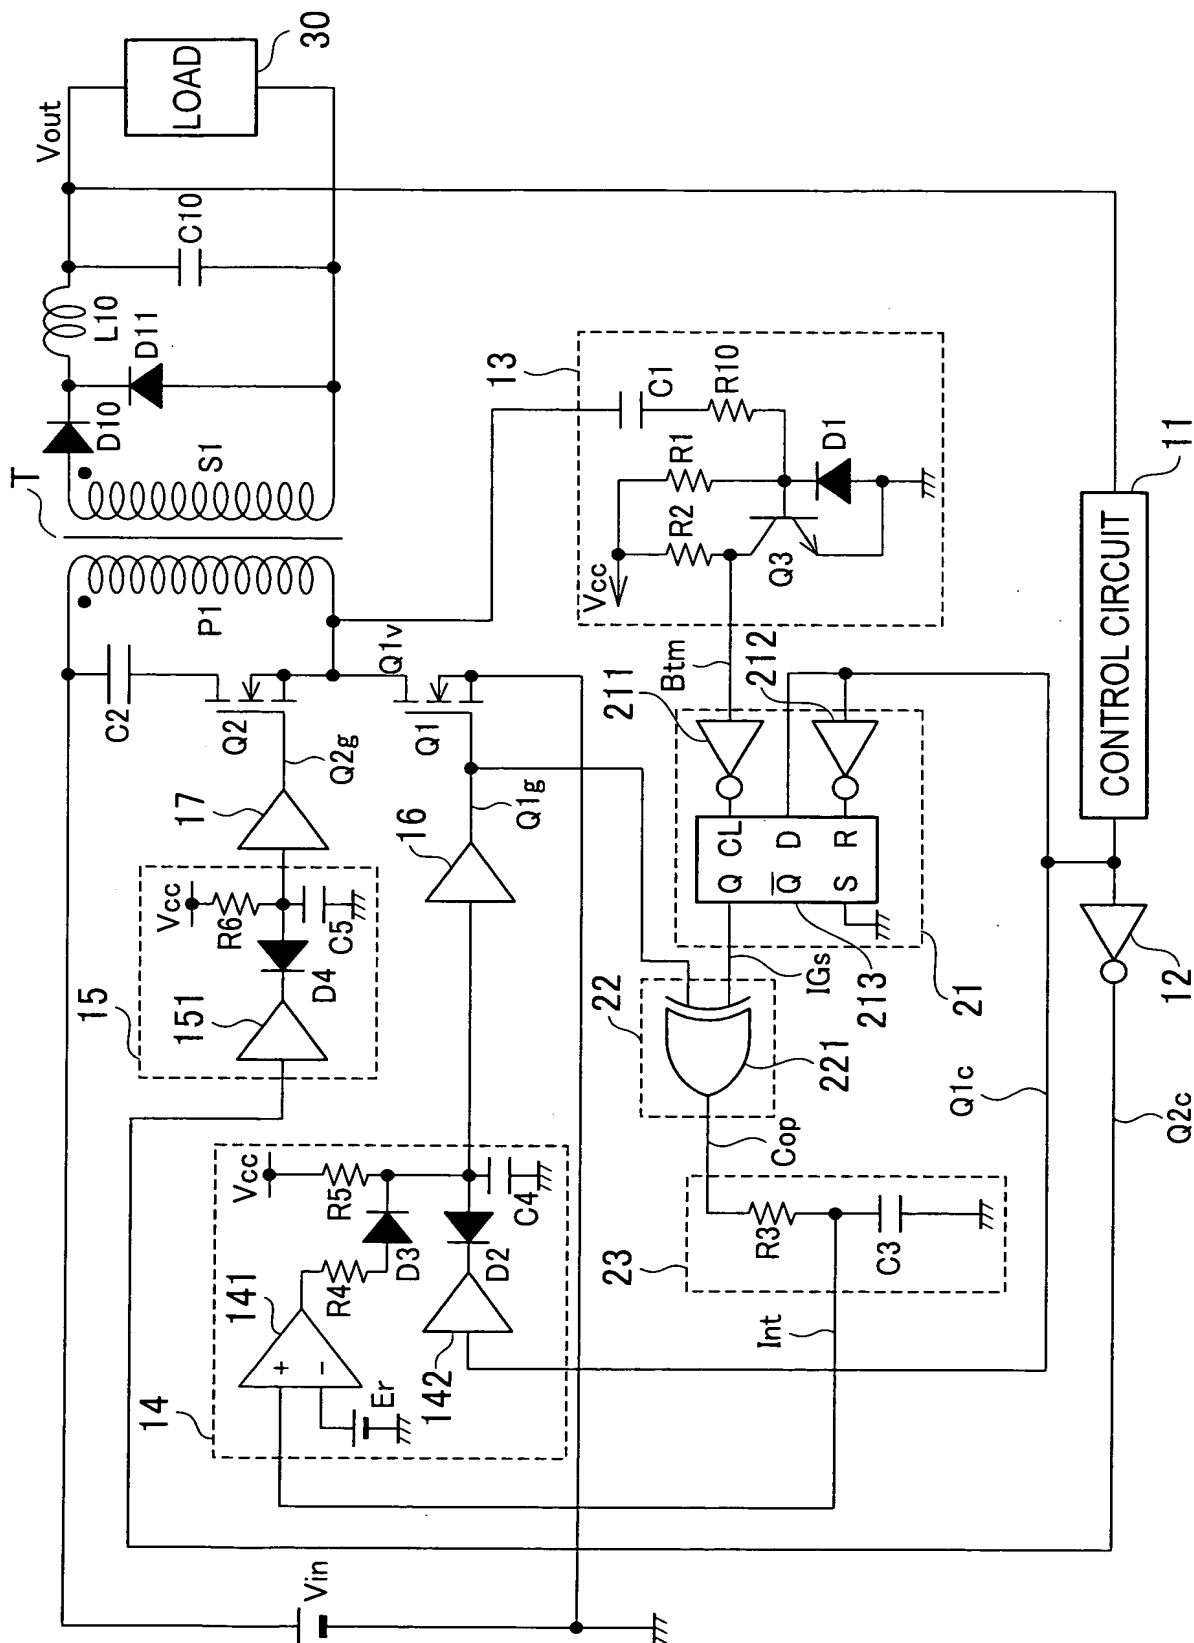 T
D10
L10
D11
C10
S1
Vout
LOAD
30
P1
C2
Q2
Q2g
17
Q1v
Q1
Q1g
16
15
Vcc
R6
C5
D4
151
14
Vcc
R5
R4
D3
C4
D2
141
+
−
142
Er
Vin
13
C1
R10
R1
R2
Vcc
Q3
D1
Btm
211
212
Q CL
Q D
S R
213
21
IGs
22
221
Cop
23
R3
C3
Int
CONTROL CIRCUIT
11
12
Q1c
Q2c